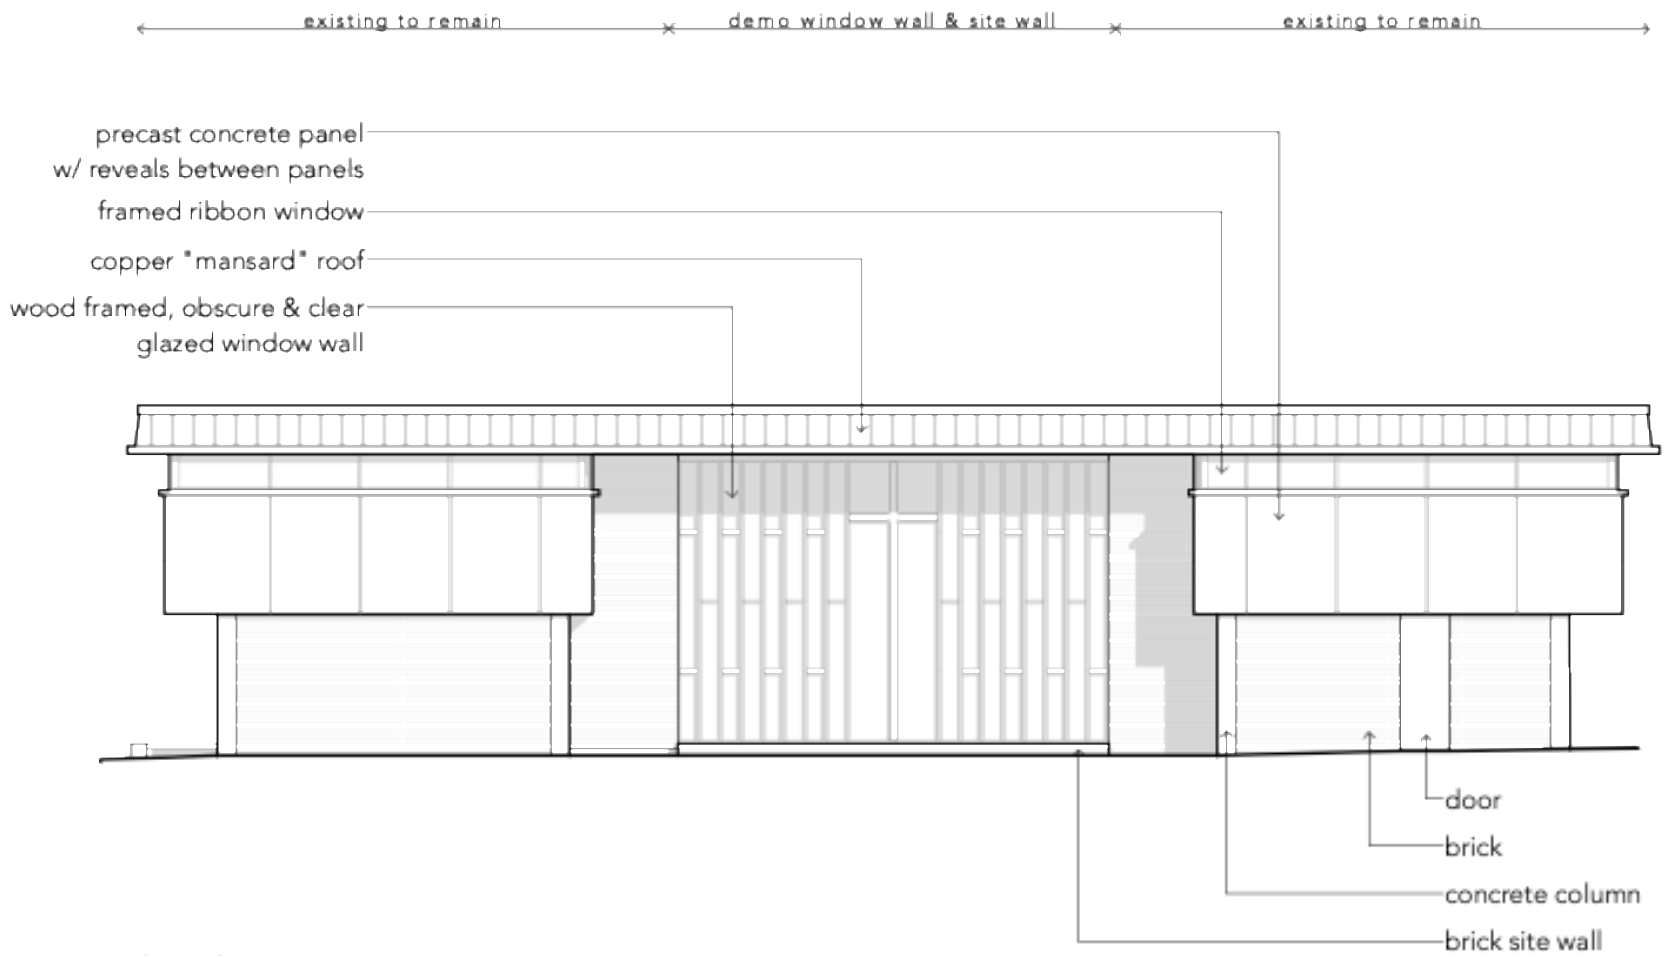 existing to remain
demo window wall & site wall
existing to remain
precast concrete panel
w/ reveals between panels
framed ribbon window
copper "mansard" roof
wood framed, obscure & clear
glazed window wall
door
brick
concrete column
brick site wall